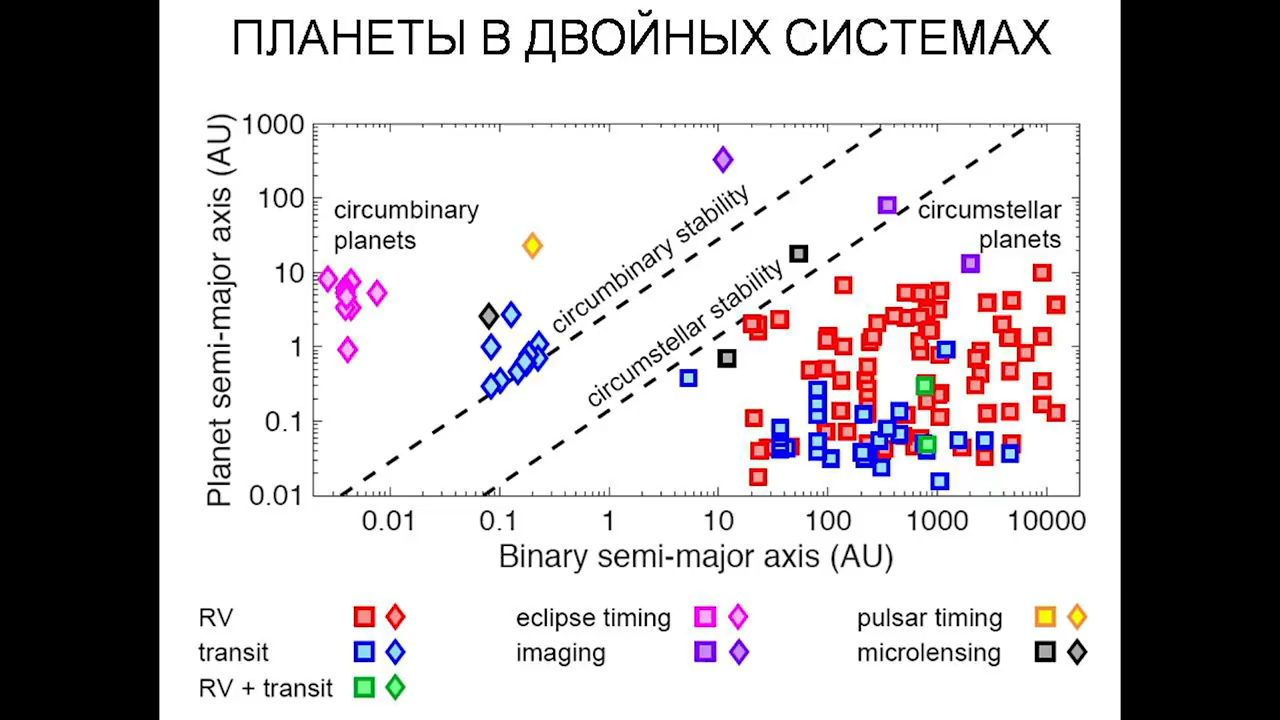 ПЛАНЕТЫ В ДВОЙНЫХ СИСТЕМАХ
Planet semi-major axis (AU)
1000
100
10
1
0.1
0.01
circumbinary
planets
circumbinary stability
circumstellar stability
circumstellar
planets
0.01 0.1 1 10 100 1000 10000
Binary semi-major axis (AU)
RV eclipse timing pulsar timing
transit imaging microlensing
RV + transit